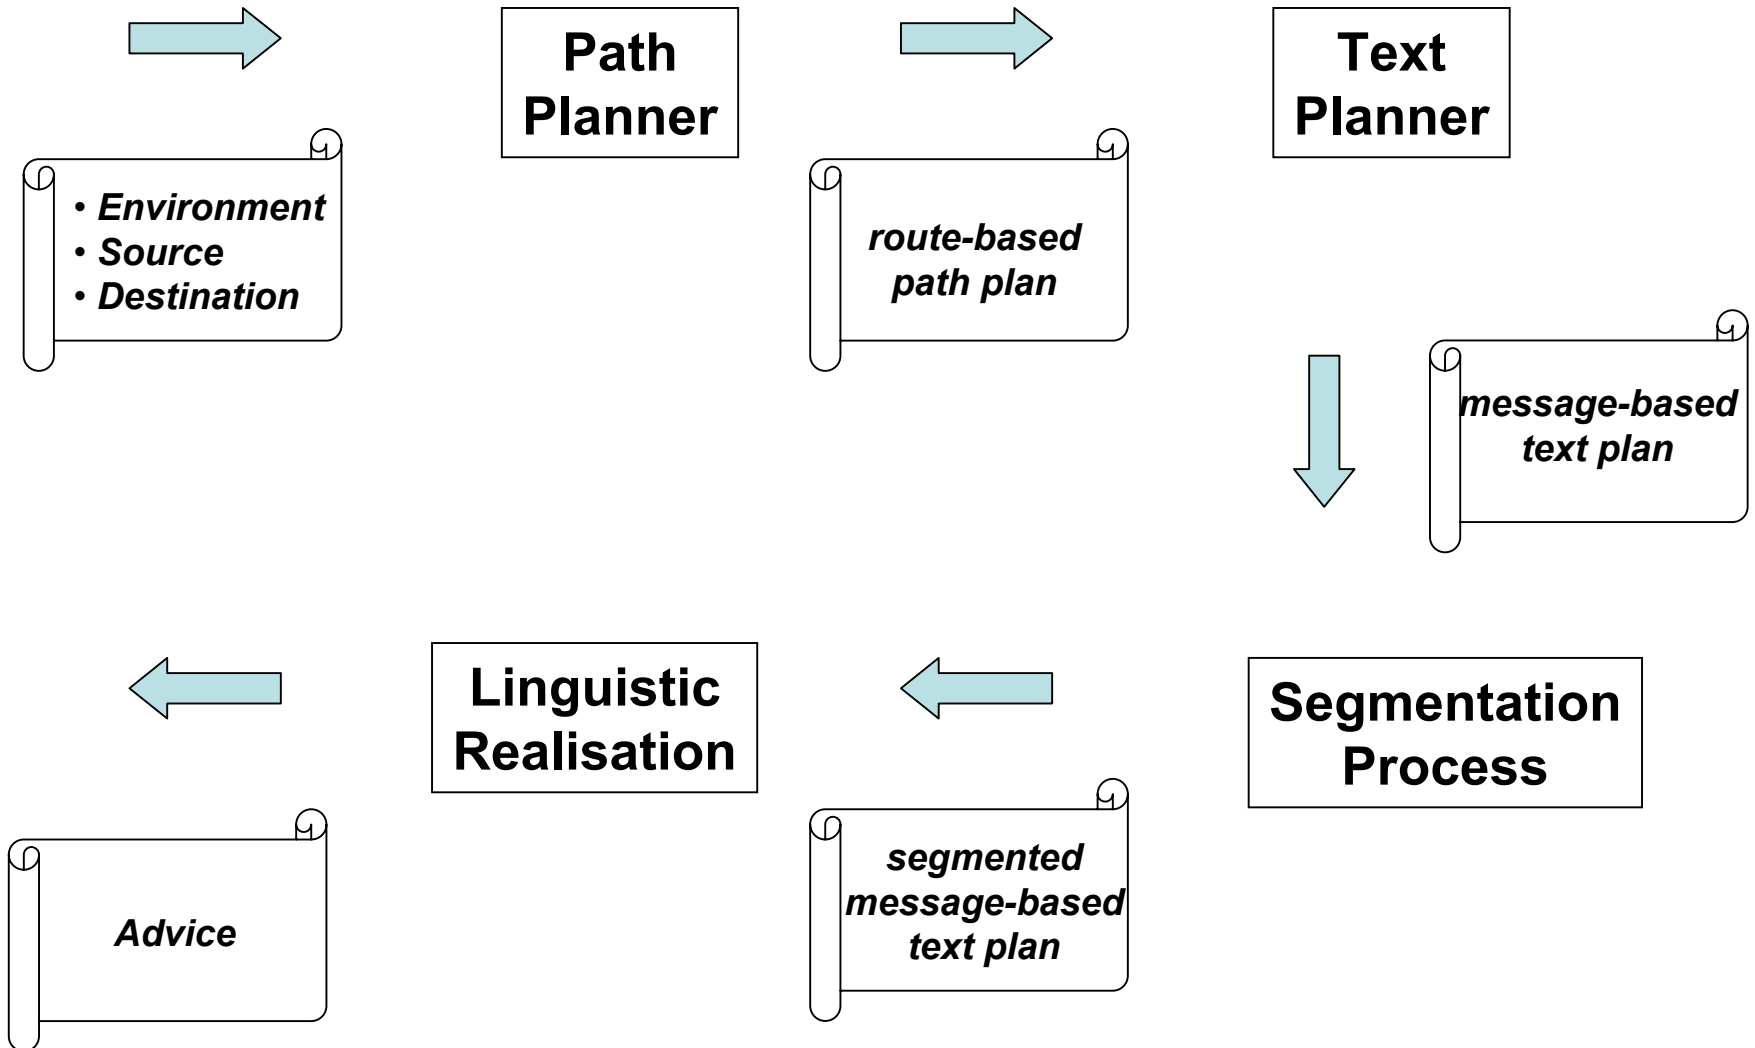 Path
Planner
Text
Planner
• Environment
• Source
• Destination
route-based
path plan
message-based
text plan
Segmentation
Process
segmented
message-based
text plan
Linguistic
Realisation
Advice